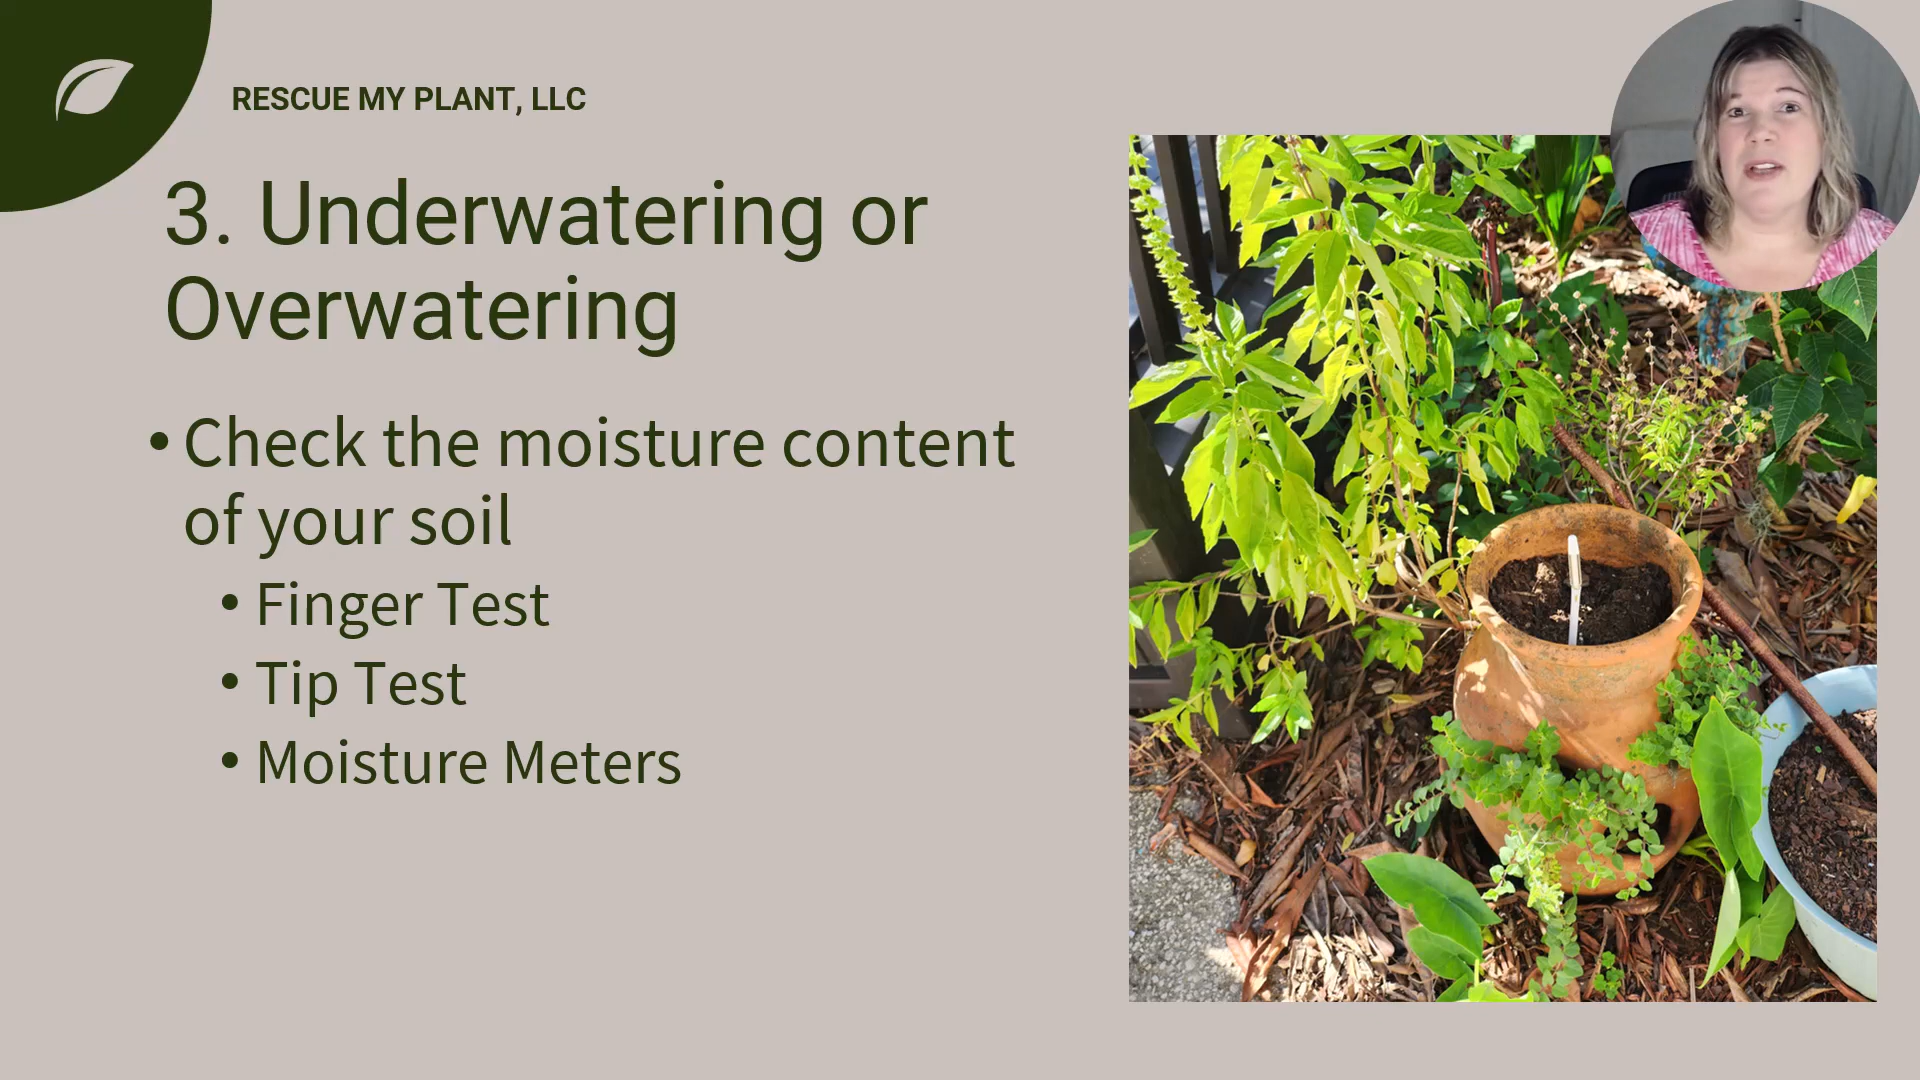 RESCUE MY PLANT, LLC
3. Underwatering or
Overwatering
• Check the moisture content
of your soil
• Finger Test
• Tip Test
• Moisture Meters